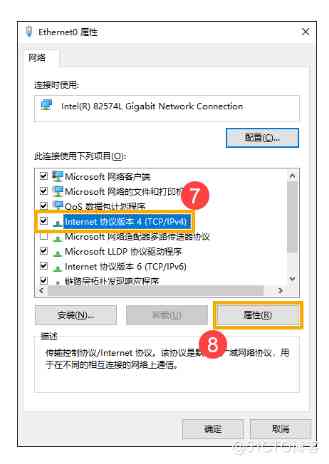 Ethernet0 属性
网络
连接时使用:
Intel(R) 82574L Gigabit Network Connection
配置(C)...
此连接使用下列项目(O):
Microsoft 网络客户端
Microsoft 网络的文件和打印机
7
QoS 数据包计划程序
Internet 协议版本 4 (TCP/IPv4)
Microsoft 网络适配器多路传送器协议
Microsoft LLDP 协议驱动程序
Internet 协议版本 6 (TCP/IPv6)
链路层拓扑发现响应程序
安装(N)...
卸载(U)
属性(R)
8
描述
传输控制协议/Internet 协议。该协议是默 广域网络协议，用
于在不同的相互连接的网络上通信。
确定
取消
@51CTO博客